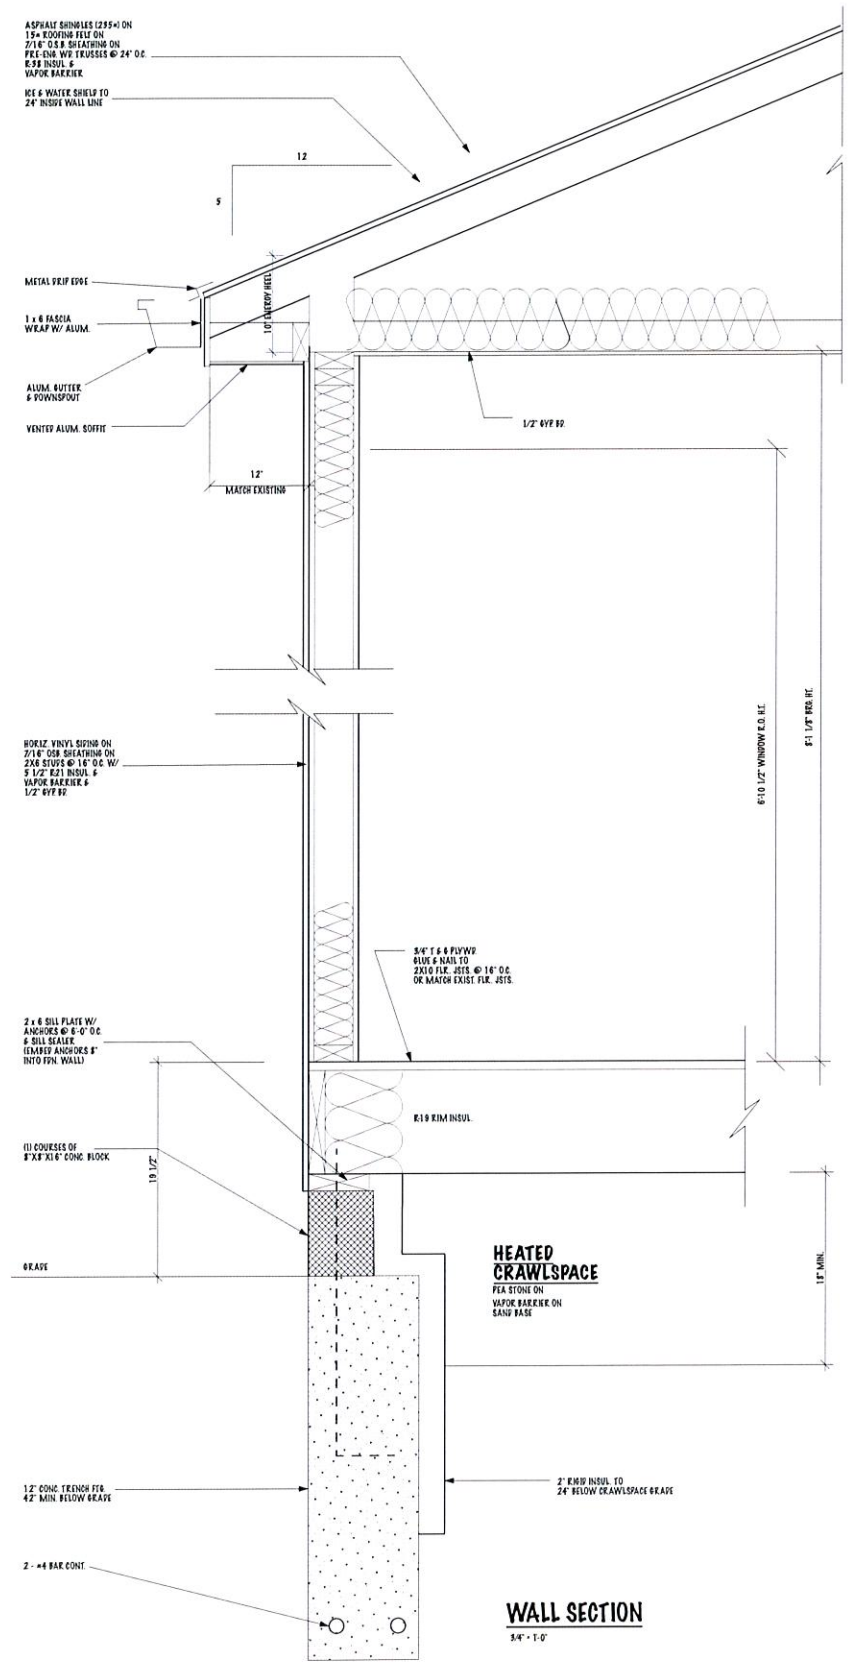 ASPHALT SHINGLES (235#) ON
15# ROOFING FELT ON
7/16" O.S.B. SHEATHING ON
PRE-ENG. WD TRUSSES @ 24" O.C.
R-38 INSUL. &
VAPOR BARRIER
ICE & WATER SHIELD TO
24" INSIDE WALL LINE
12
5
METAL DRIP EDGE
10" ENERGY HEEL
1 x 6 FASCIA
WRAP W/ ALUM.
ALUM. GUTTER
& DOWNSPOUT
VENTED ALUM. SOFFIT
1/2" GYP. BD.
12"
MATCH EXISTING
HORIZ. VINYL SIDING ON
7/16" OSB SHEATHING ON
2X6 STUDS @ 16" O.C. W/
5 1/2" R21 INSUL. &
VAPOR BARRIER &
1/2" GYP. BD.
6'-10 1/2" WINDOW R.O. HT.
8'-1 1/8" BRG. HT.
3/4" T & G PLYWD.
GLUE & NAIL TO
2X10 FLR. JSTS. @ 16" O.C.
OR MATCH EXIST. FLR. JSTS.
2 x 6 SILL PLATE W/
ANCHORS @ 6'-0" O.C.
& SILL SEALER
(EMBED ANCHORS 8"
INTO FDN. WALL)
R-19 RIM INSUL.
(1) COURSES OF
8"X8"X16" CONC. BLOCK
19 1/2"
GRADE
HEATED
CRAWLSPACE
PEA STONE ON
VAPOR BARRIER ON
SAND BASE
18" MIN.
12" CONC. TRENCH FTG.
42" MIN. BELOW GRADE
2" RIGID INSUL. TO
24" BELOW CRAWLSPACE GRADE
2 - #4 BAR CONT.
WALL SECTION
3/4" = 1'-0"